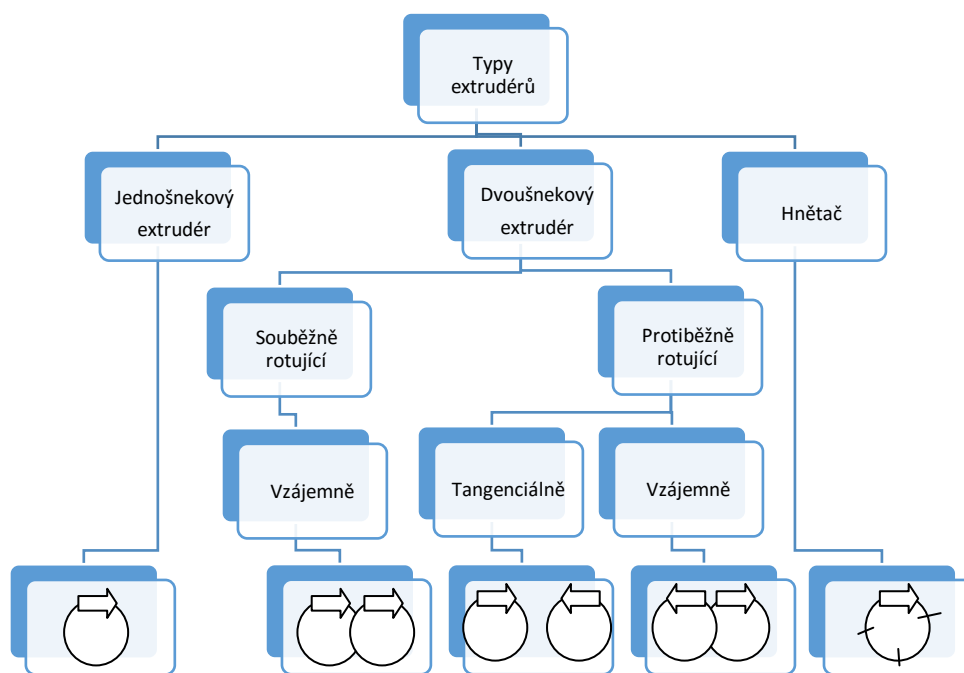 Typy
extrudérů
Jednošnekový
extrudér
Dvoušnekový
extrudér
Hnětač
Souběžně
rotující
Protiběžně
rotující
Vzájemně
Tangenciálně
Vzájemně